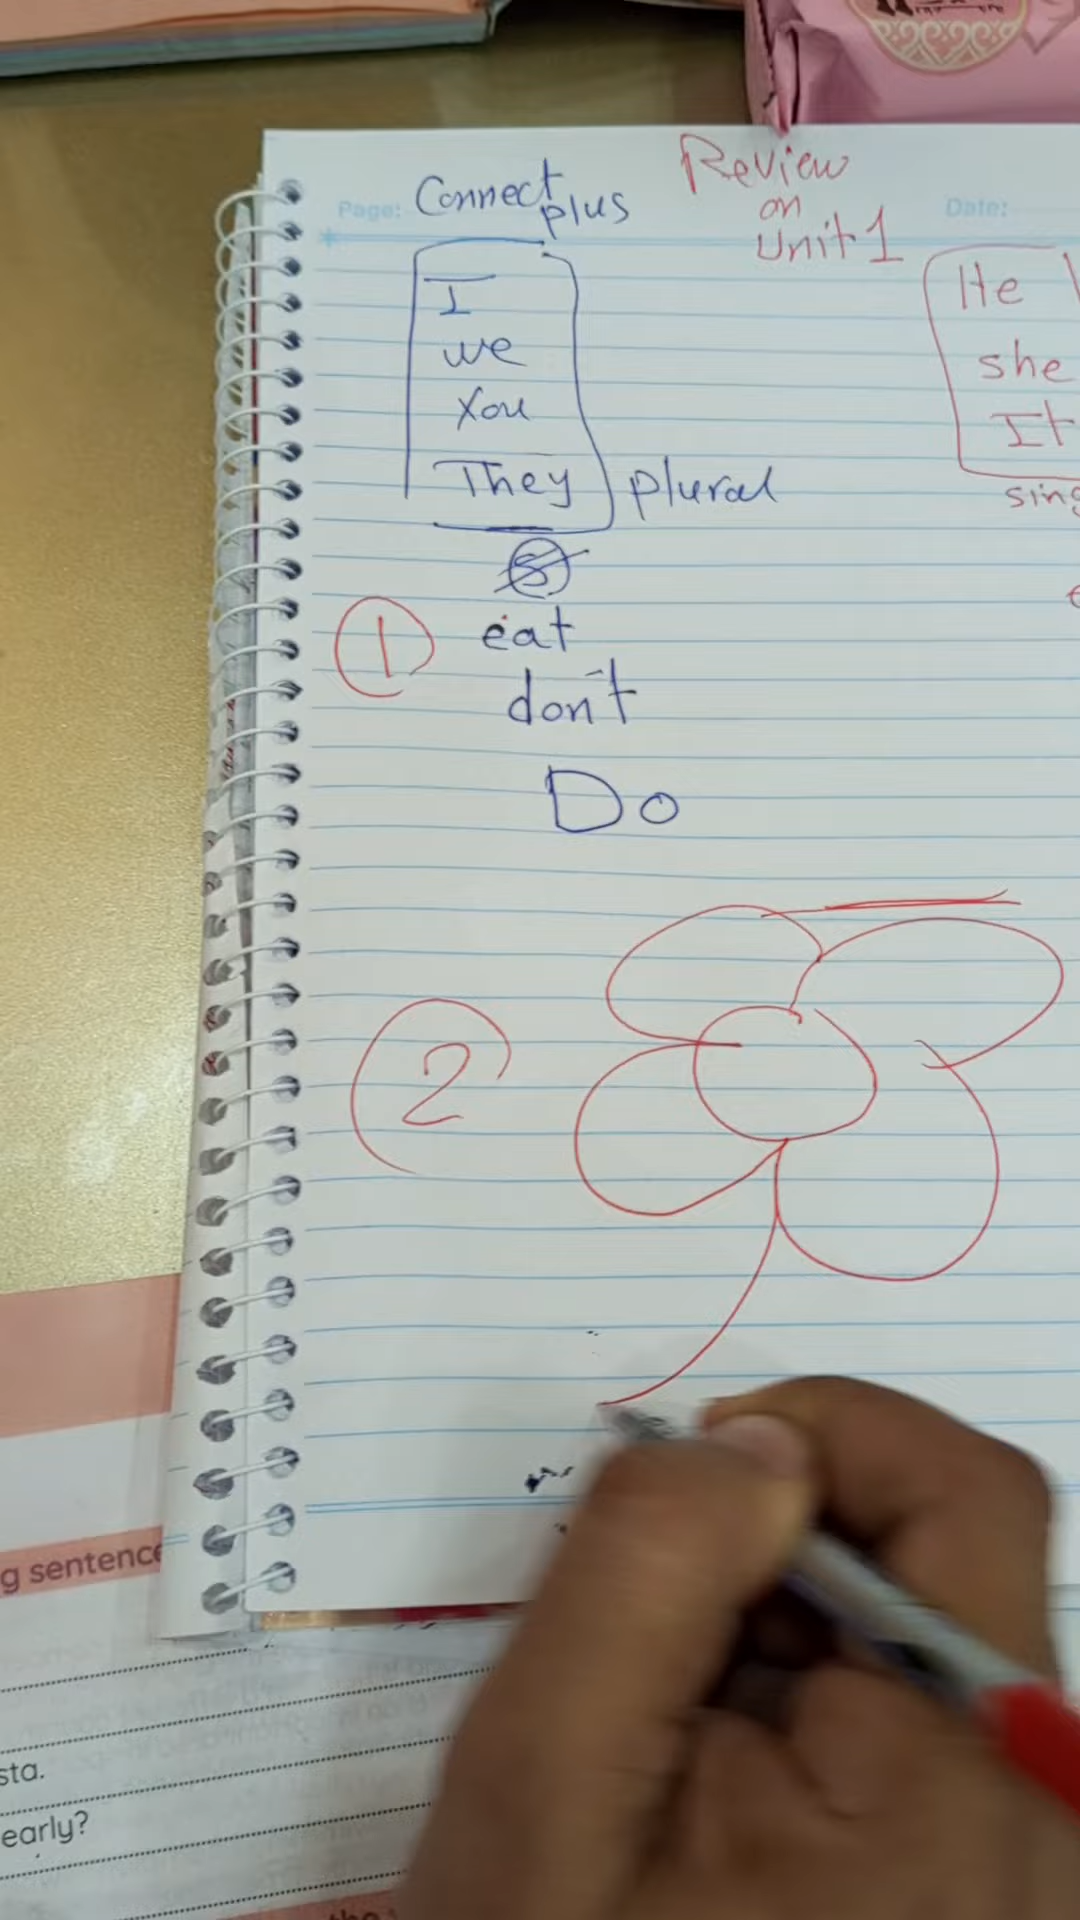 Page: Connect plus
Review
on
Unit 1
Date:
I
we
You
They plural
He
she
It
sing
s
1 eat
don't
Do
2
g sentence
sta.
early?